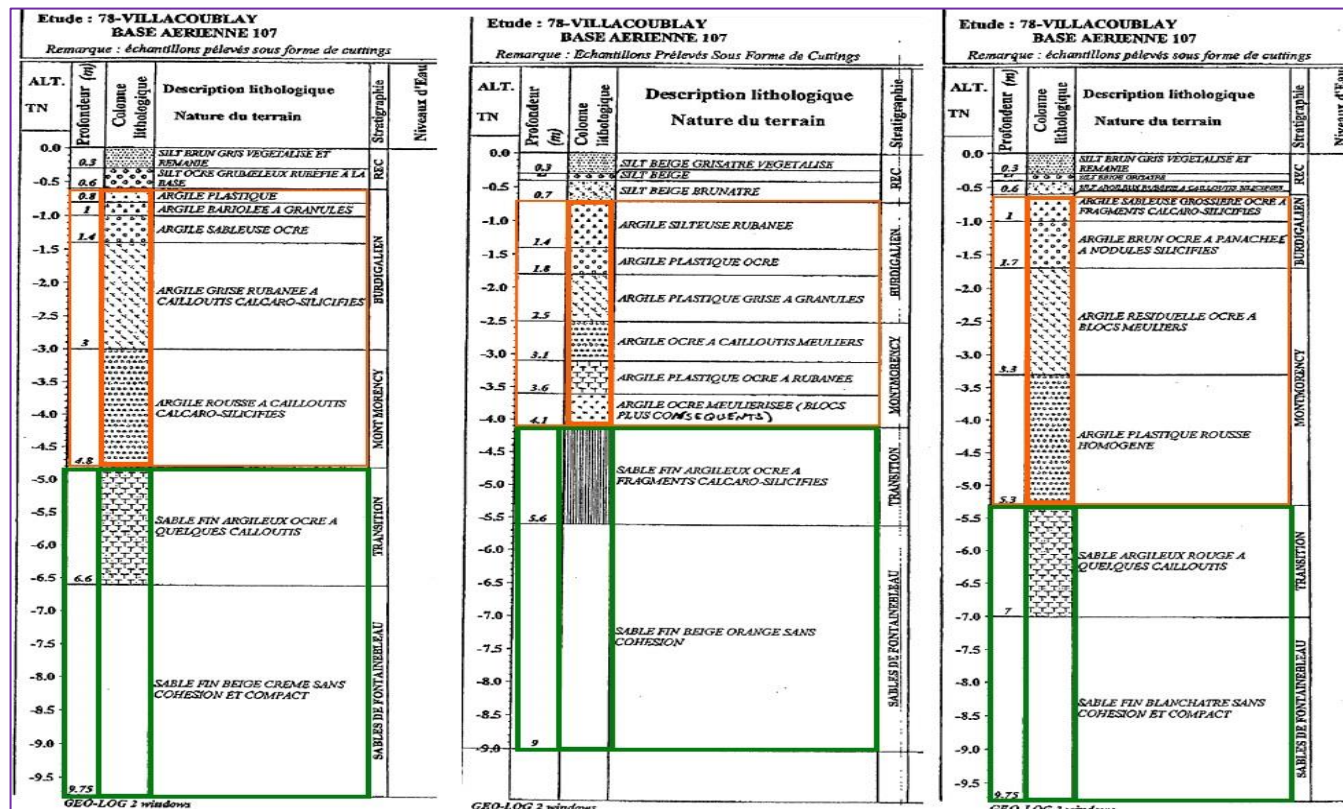 Etude : 78-VILLACOUBLAY
BASE AERIENNE 107
Remarque : échantillons pélevés sous forme de cuttings
ALT.
TN
Profondeur (m)
Colonne
lithologique
Description lithologique
Nature du terrain
Stratigraphie
Niveaux d'Eau
0.0
SILT BRUN GRIS VEGETALISE ET
REMANIE
0.3
SILT OCRE GRUMELEUX RUBÉFIE À LA
BASE
-0.5
0.6
REC
ARGILE PLASTIQUE
0.8
ARGILE BARIOLEE A GRANULES
-1.0
1
ARGILE SABLEUSE OCRE
1.4
-1.5
ARGILE GRISE RUBANEE A
CAILLOUTIS CALCARO-SILICIFIES
BURDIGALIEN
-2.0
-2.5
-3.0
3
ARGILE ROUSSE A CAILLOUTIS
CALCARO-SILICIFIES
MONT MORENCY
-3.5
-4.0
-4.5
4.8
-5.0
SABLE FIN ARGILEUX OCRE A
QUELQUES CALLOUTIS
TRANSITION
-5.5
-6.0
-6.5
6.6
-7.0
-7.5
-8.0
SABLE FIN BEIGE CREME SANS
COHESION ET COMPACT
SABLES DE FONTAINEBLEAU
-8.5
-9.0
-9.5
9.75
GEO-LOG 2 windows
Etude : 78-VILLACOUBLAY
BASE AERIENNE 107
Remarque : Echantillons Prélevés Sous Forme de Cuttings
ALT.
TN
Profondeur
(m)
Colonne
lithologique
Description lithologique
Nature du terrain
Stratigraphie
0.0
SILT BEIGE GRISATRE VEGETALISE
0.3
SILT BEIGE
-0.5
SILT BEIGE BRUNATRE
0.7
REC
-1.0
ARGILE SILTEUSE RUBANEE
1.4
-1.5
ARGILE PLASTIQUE OCRE
1.8
-2.0
ARGILE PLASTIQUE GRISE A GRANULES
BURDIGALIEN
2.5
-2.5
ARGILE OCRE A CAILLOUTIS MEULIERS
-3.0
3.1
ARGILE PLASTIQUE OCRE A RUBANEE
-3.5
3.6
ARGILE OCRE MEULIERISEE (BLOCS
PLUS CONSEQUENTS)
MONTMORENCY
-4.0
4.1
-4.5
SABLE FIN ARGILEUX OCRE A
FRAGMENTS CALCARO-SILICIFIES
TRANSITION
-5.0
-5.5
5.6
-6.0
-6.5
-7.0
SABLE FIN BEIGE ORANGE SANS
COHESION
SABLES DE FONTAINEBLEAU
-7.5
-8.0
-8.5
-9.0
9
GEO-LOG 2 windows
Etude : 78-VILLACOUBLAY
BASE AERIENNE 107
Remarque : échantillons pélevés sous forme de cuttings
ALT.
TN
Profondeur (m)
Colonne
lithologique
Description lithologique
Nature du terrain
Stratigraphie
Niveaux d'Eau
0.0
SILT BRUN GRIS VEGETALISE ET
REMANIE
0.3
SILT BEIGE GRISATRE
-0.5
SILT ARGILEUX RUBÉFIÉ A CAILLOUTIS SILICIFIES
0.6
REC
ARGILE SABLEUSE GROSSIERE OCRE A
FRAGMENTS CALCARO-SILICIFIES
-1.0
1
ARGILE BRUN OCRE A PANACHEE
A NODULES SILICIFIES
BURDIGALIEN
-1.5
1.7
-2.0
ARGILE RESIDUELLE OCRE A
BLOCS MEULIERS
-2.5
-3.0
3.3
MONTMORENCY
-3.5
-4.0
ARGILE PLASTIQUE ROUSSE
HOMOGENE
-4.5
-5.0
5.3
-5.5
SABLE ARGILEUX ROUGE A
QUELQUES CAILLOUTIS
TRANSITION
-6.0
-6.5
7
-7.0
-7.5
-8.0
SABLE FIN BLANCHATRE SANS
COHESION ET COMPACT
SABLES DE FONTAINEBLEAU
-8.5
-9.0
-9.5
9.75